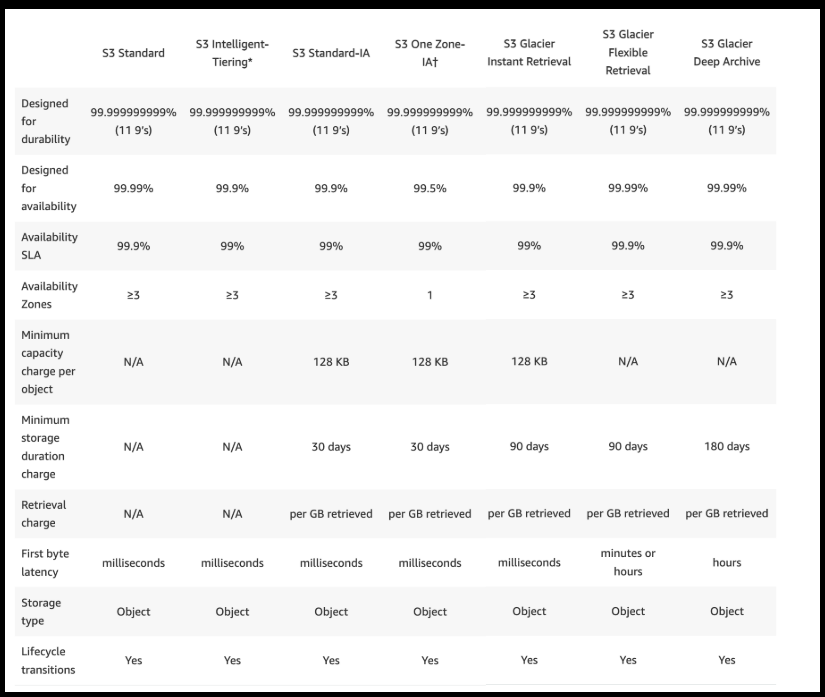 S3 Standard S3 Intelligent-Tiering* S3 Standard-IA S3 One Zone-IA† S3 Glacier Instant Retrieval S3 Glacier Flexible Retrieval S3 Glacier Deep Archive
Designed for durability 99.999999999% (11 9's) 99.999999999% (11 9's) 99.999999999% (11 9's) 99.999999999% (11 9's) 99.999999999% (11 9's) 99.999999999% (11 9's) 99.999999999% (11 9's)
Designed for availability 99.99% 99.9% 99.9% 99.5% 99.9% 99.99% 99.99%
Availability SLA 99.9% 99% 99% 99% 99% 99.9% 99.9%
Availability Zones ≥3 ≥3 ≥3 1 ≥3 ≥3 ≥3
Minimum capacity charge per object N/A N/A 128 KB 128 KB 128 KB N/A N/A
Minimum storage duration charge N/A N/A 30 days 30 days 90 days 90 days 180 days
Retrieval charge N/A N/A per GB retrieved per GB retrieved per GB retrieved per GB retrieved per GB retrieved
First byte latency milliseconds milliseconds milliseconds milliseconds milliseconds minutes or hours hours
Storage type Object Object Object Object Object Object Object
Lifecycle transitions Yes Yes Yes Yes Yes Yes Yes